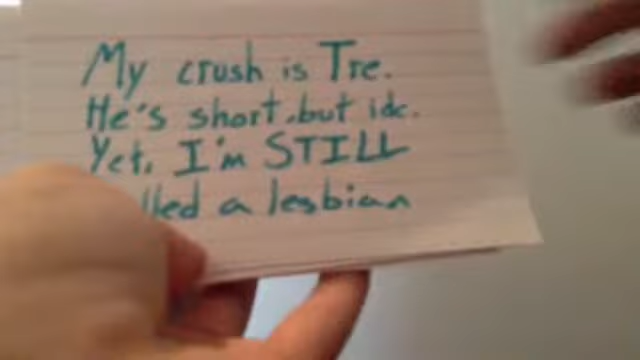 My crush is Tre.
He's short, but idc.
Yet, I'm STILL
a lesbian